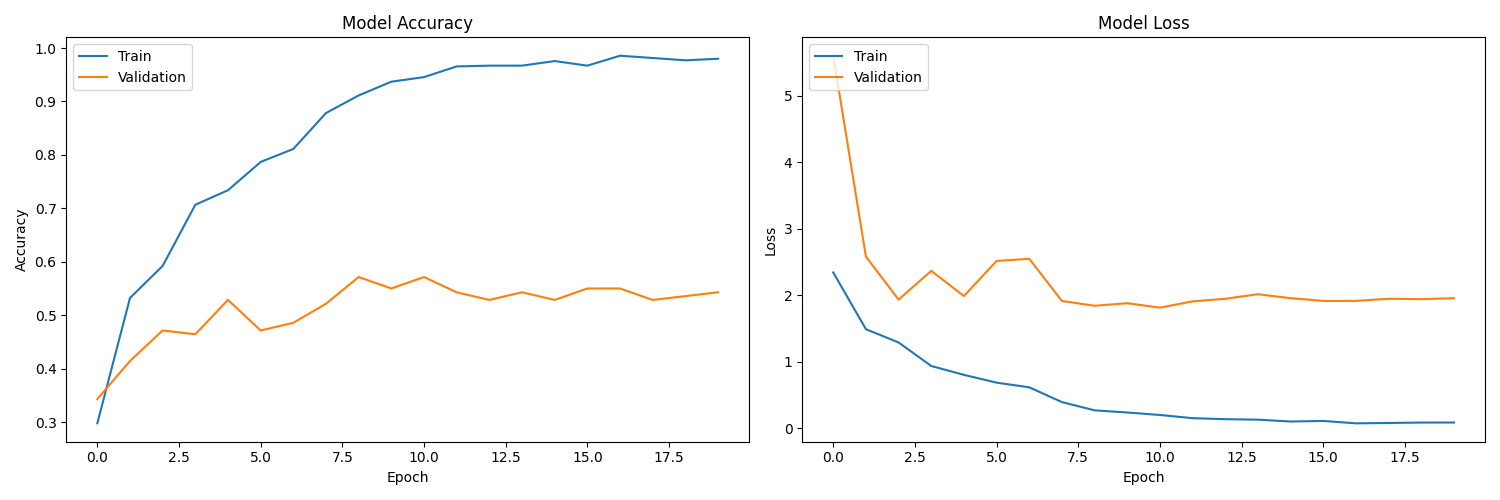 Model Accuracy
Train
Validation
1.0
0.9
0.8
0.7
0.6
0.5
0.4
0.3
Accuracy
0.0 2.5 5.0 7.5 10.0 12.5 15.0 17.5
Epoch
Model Loss
Train
Validation
5
4
3
2
1
0
Loss
0.0 2.5 5.0 7.5 10.0 12.5 15.0 17.5
Epoch